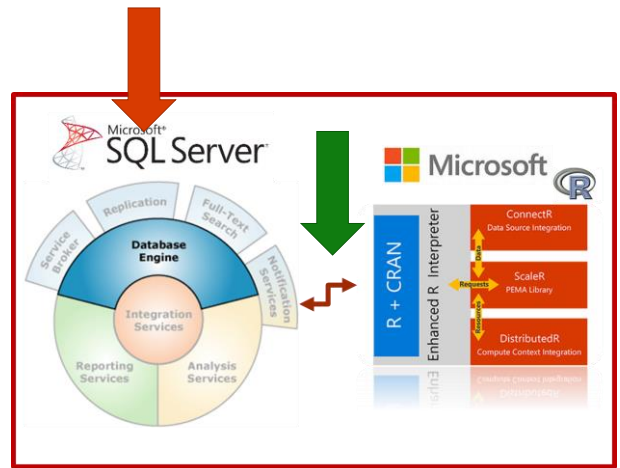 Microsoft®
SQL Server
Replication
Full-Text
Search
Service
Broker
Database
Engine
Notification
Services
Integration
Services
Reporting
Services
Analysis
Services
Microsoft
R
R + CRAN
Enhanced R Interpreter
ConnectR
Data Source Integration
Data
ScaleR
PEMA Library
Requests
Resources
DistributedR
Compute Context Integration